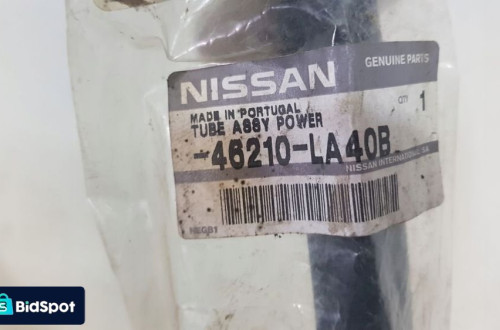 NISSAN
GENUINE PARTS
MADE IN PORTUGAL
QTY 1
TUBE ASSY POWER
-46210-LA40B
NISSAN INTERNATIONAL SA
BidSpot